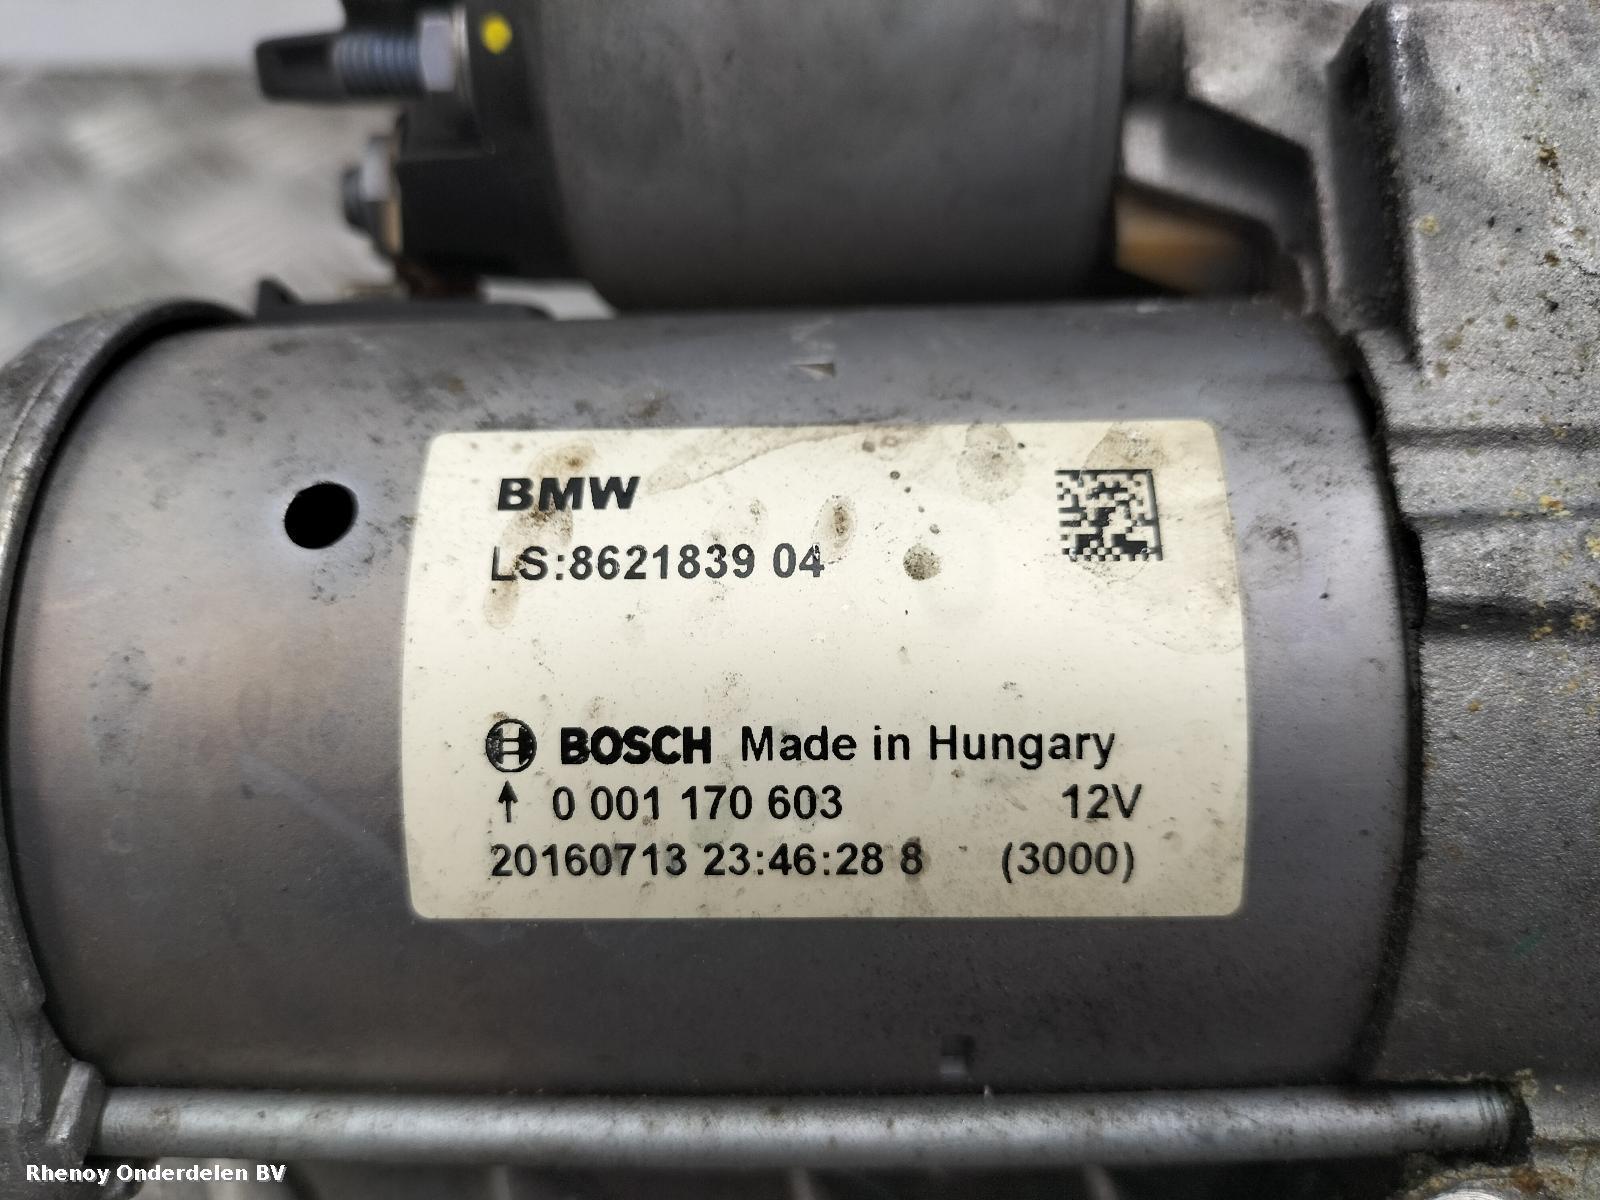 BMW
LS:8621839 04
BOSCH Made in Hungary
↑ 0 001 170 603 12V
20160713 23:46:28 8 (3000)
Rhenoy Onderdelen BV